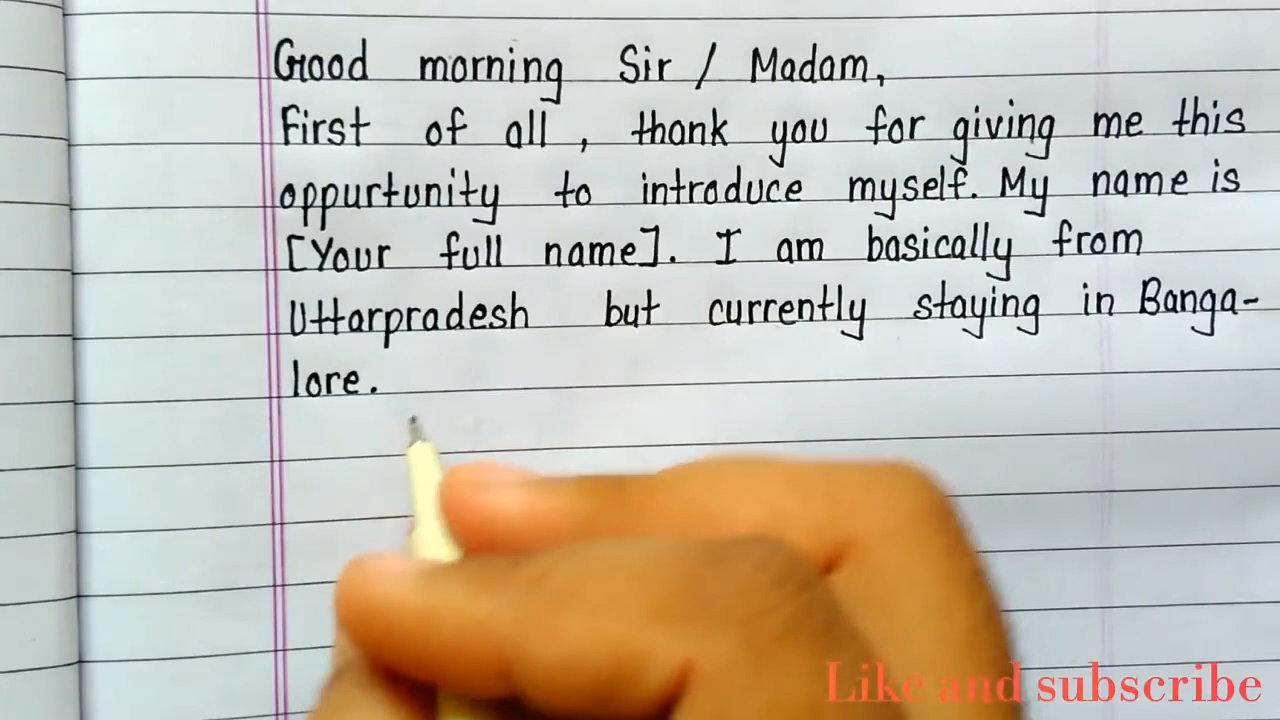 Good morning Sir / Madam,
First of all, thank you for giving me this
oppurtunity to introduce myself. My name is
[Your full name]. I am basically from
Uttarpradesh but currently staying in Banga-
lore.
Like and subscribe